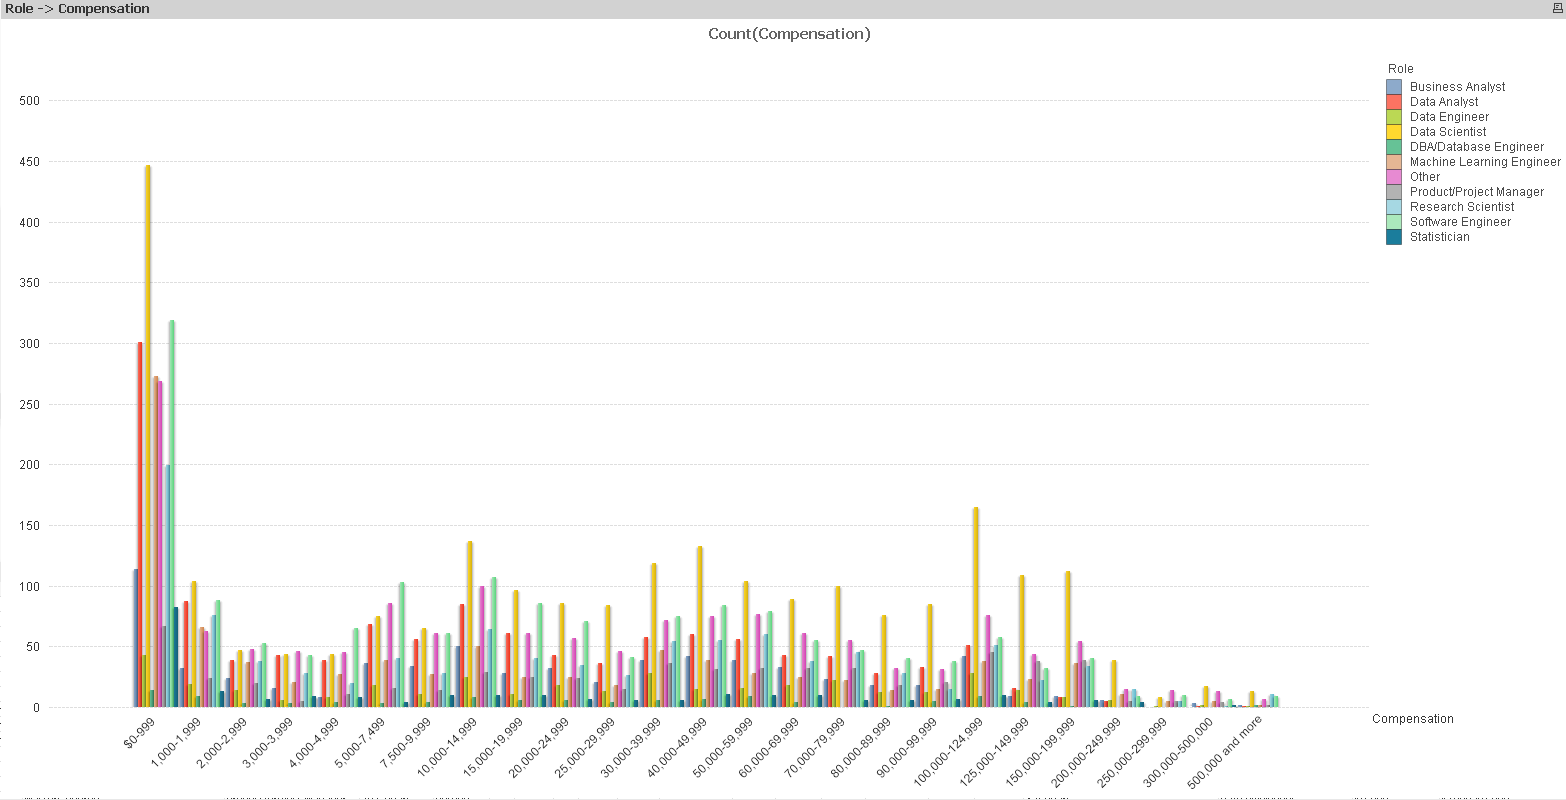 Role -> Compensation
Count(Compensation)
Role
Business Analyst
Data Analyst
Data Engineer
Data Scientist
DBA/Database Engineer
Machine Learning Engineer
Other
Product/Project Manager
Research Scientist
Software Engineer
Statistician
500
450
400
350
300
250
200
150
100
50
0
$0-999
1,000-1,999
2,000-2,999
3,000-3,999
4,000-4,999
5,000-7,499
7,500-9,999
10,000-14,999
15,000-19,999
20,000-24,999
25,000-29,999
30,000-39,999
40,000-49,999
50,000-59,999
60,000-69,999
70,000-79,999
80,000-89,999
90,000-99,999
100,000-124,999
125,000-149,999
150,000-199,999
200,000-249,999
250,000-299,999
300,000-500,000
500,000 and more
Compensation